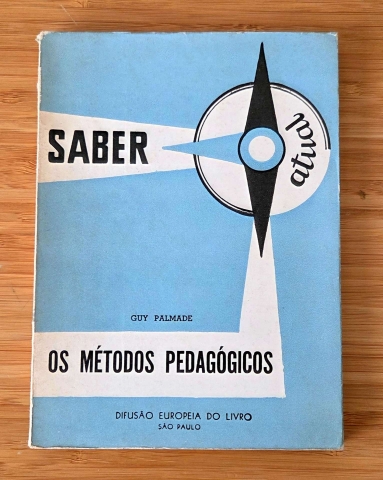 SABER
atual
GUY PALMADE
OS MÉTODOS PEDAGÓGICOS
DIFUSÃO EUROPEIA DO LIVRO
SÃO PAULO